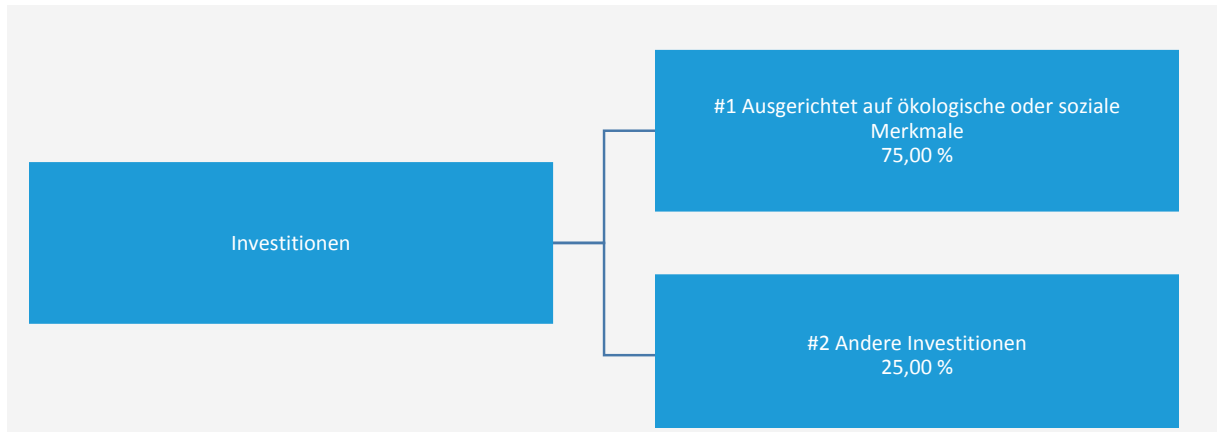 #1 Ausgerichtet auf ökologische oder soziale
Merkmale
75,00 %
Investitionen
#2 Andere Investitionen
25,00 %